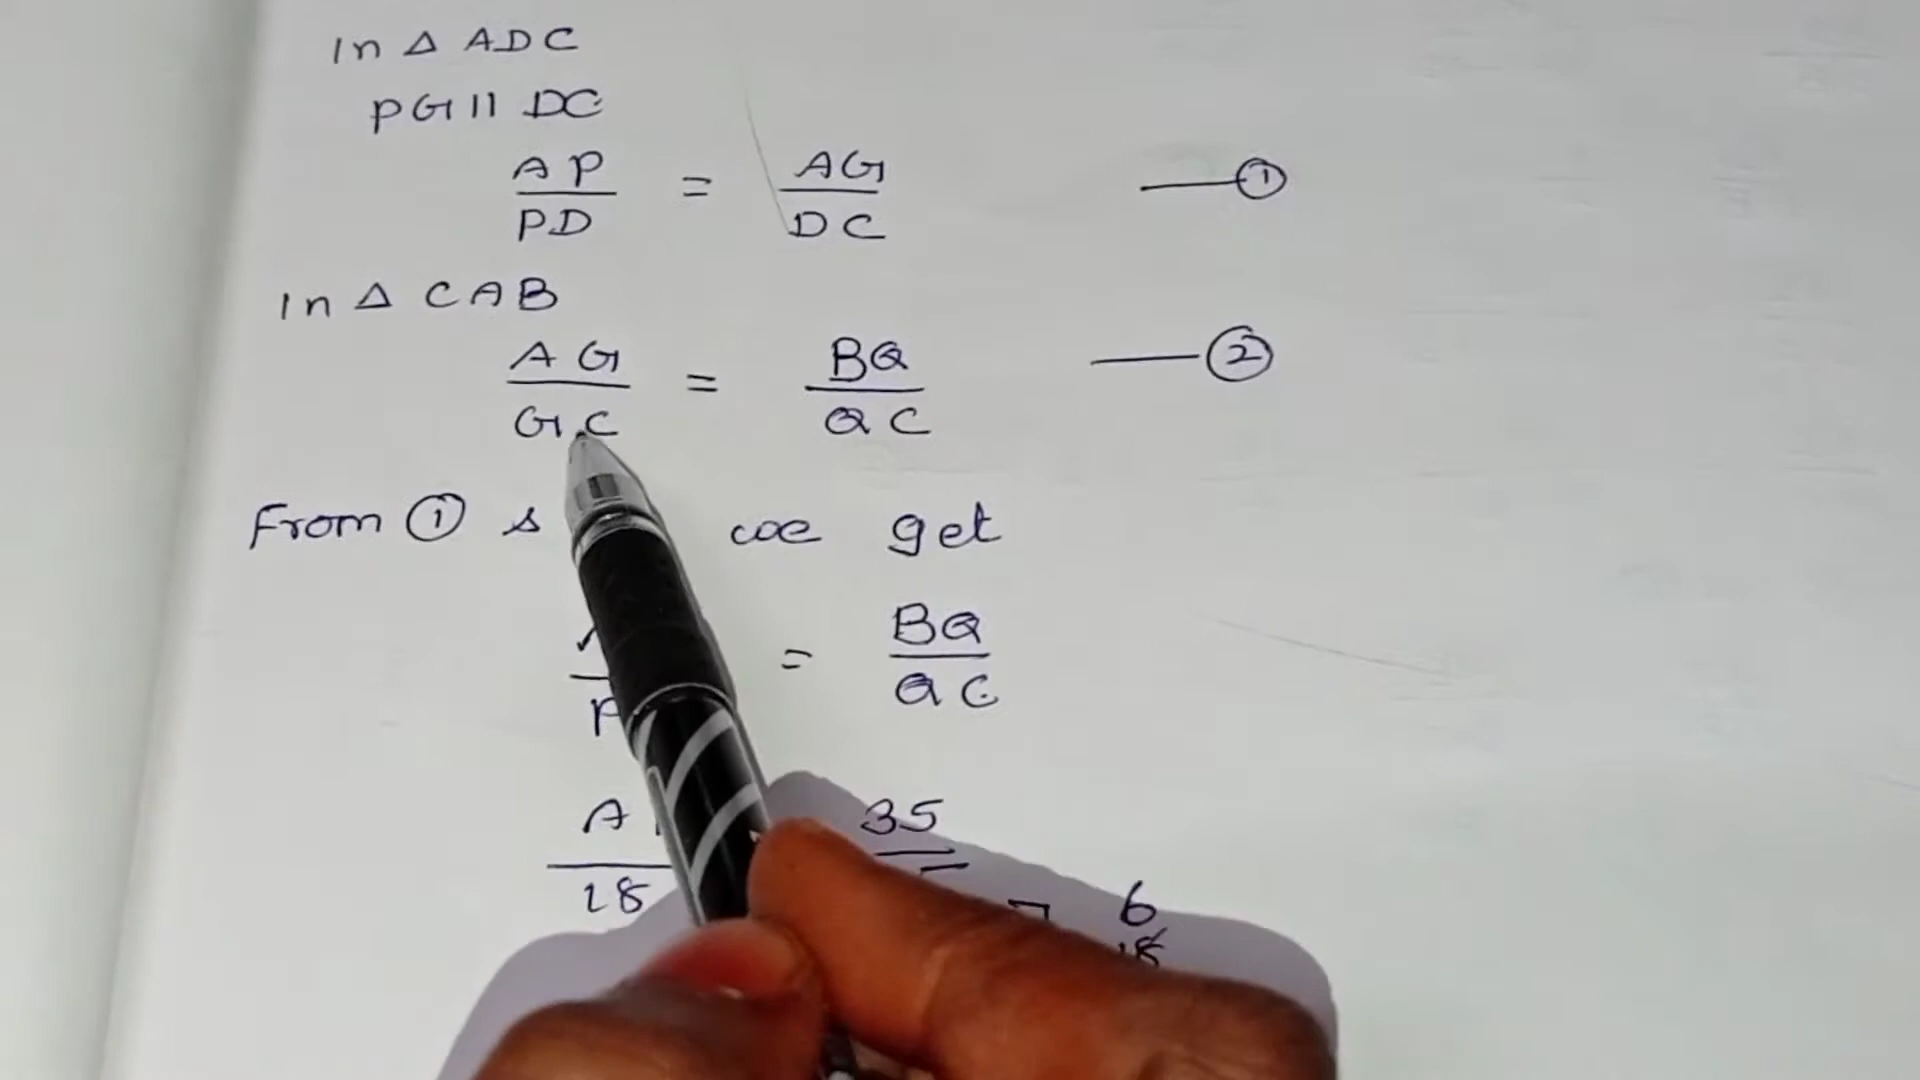 In △ ADC
PG || DC
AP / PD = AG / DC —①
In △ CAB
AG / GC = BQ / QC —②
From ① we get
= BQ / QC
A / 18 35
6
18